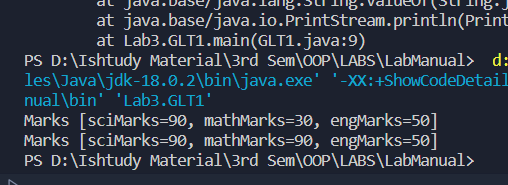 at java.base/java.lang.String.valueOf(String.j
at java.base/java.io.PrintStream.println(Print
at Lab3.GLT1.main(GLT1.java:9)
PS D:\Ishtudy Material\3rd Sem\OOP\LABS\LabManual>  d:
les\Java\jdk-18.0.2\bin\java.exe' '-XX:+ShowCodeDetail
nual\bin' 'Lab3.GLT1'
Marks [sciMarks=90, mathMarks=30, engMarks=50]
Marks [sciMarks=90, mathMarks=90, engMarks=50]
PS D:\Ishtudy Material\3rd Sem\OOP\LABS\LabManual>